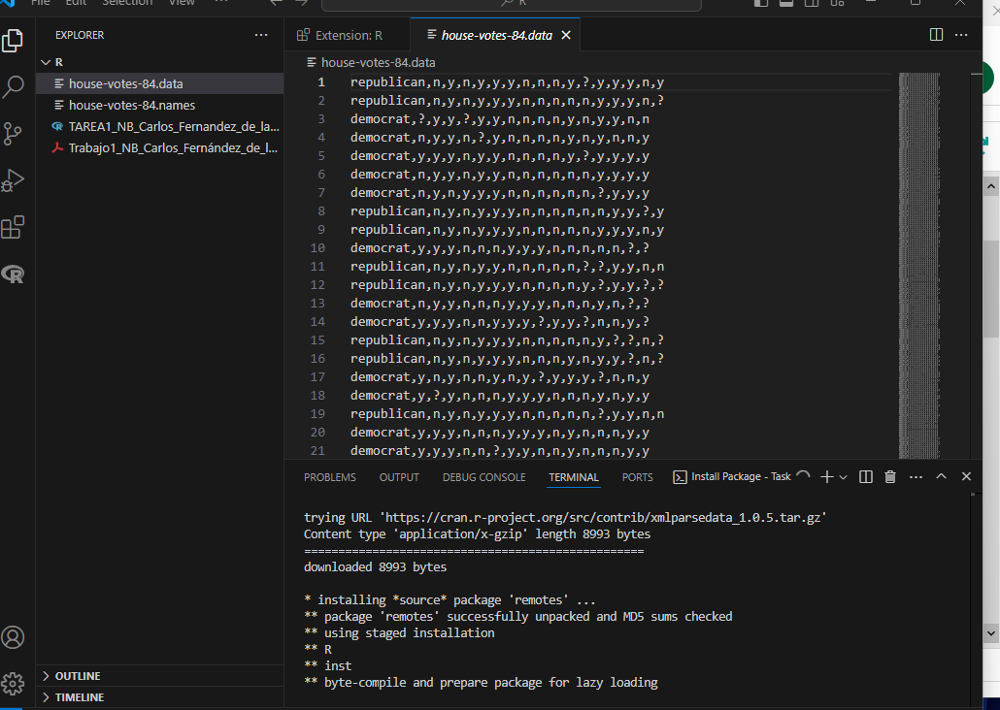 File Edit Selection View ... R
EXPLORER ...
Extension: R
house-votes-84.data
R
house-votes-84.data
house-votes-84.names
TAREA1_NB_Carlos_Fernandez_de_la...
Trabajo1_NB_Carlos_Fernández_de_l...
OUTLINE
TIMELINE
house-votes-84.data
1 republican,n,y,n,y,y,y,n,n,n,y,?,y,y,y,n,y
2 republican,n,y,n,y,y,y,n,n,n,n,n,y,y,y,n,?
3 democrat,?,y,y,?,y,y,n,n,n,n,y,n,y,y,n,n
4 democrat,n,y,y,n,?,y,n,n,n,n,y,n,y,n,n,y
5 democrat,y,y,y,n,y,y,n,n,n,n,y,?,y,y,y,y
6 democrat,n,y,y,n,y,y,n,n,n,n,n,n,y,y,y,y
7 democrat,n,y,n,y,y,y,n,n,n,n,n,n,?,y,y,y
8 republican,n,y,n,y,y,y,n,n,n,n,n,n,y,y,?,y
9 republican,n,y,n,y,y,y,n,n,n,n,n,y,y,y,n,y
10 democrat,y,y,y,n,n,n,y,y,y,n,n,n,n,n,?,?
11 republican,n,y,n,y,y,n,n,n,n,n,?,?,y,y,n,n
12 republican,n,y,n,y,y,y,n,n,n,n,y,?,y,y,?,?
13 democrat,n,y,y,n,n,n,y,y,y,n,n,n,y,n,?,?
14 democrat,y,y,y,n,n,y,y,y,?,y,y,?,n,n,y,?
15 republican,n,y,n,y,y,y,n,n,n,n,n,y,?,?,n,?
16 republican,n,y,n,y,y,y,n,n,n,y,n,y,y,?,n,?
17 democrat,y,n,y,n,n,y,n,y,?,y,y,y,?,n,n,y
18 democrat,y,?,y,n,n,n,y,y,y,n,n,n,y,n,y,y
19 republican,n,y,n,y,y,y,n,n,n,n,n,?,y,y,n,n
20 democrat,y,y,y,n,n,n,y,y,y,n,y,n,n,n,y,y
21 democrat,y,y,y,n,n,?,y,y,n,n,y,n,n,n,y,y
PROBLEMS OUTPUT DEBUG CONSOLE TERMINAL PORTS Install Package - Task ...
trying URL 'https://cran.r-project.org/src/contrib/xmlparsedata_1.0.5.tar.gz'
Content type 'application/x-gzip' length 8993 bytes
==================================================
downloaded 8993 bytes
* installing *source* package 'remotes' ...
** package 'remotes' successfully unpacked and MD5 sums checked
** using staged installation
** R
** inst
** byte-compile and prepare package for lazy loading